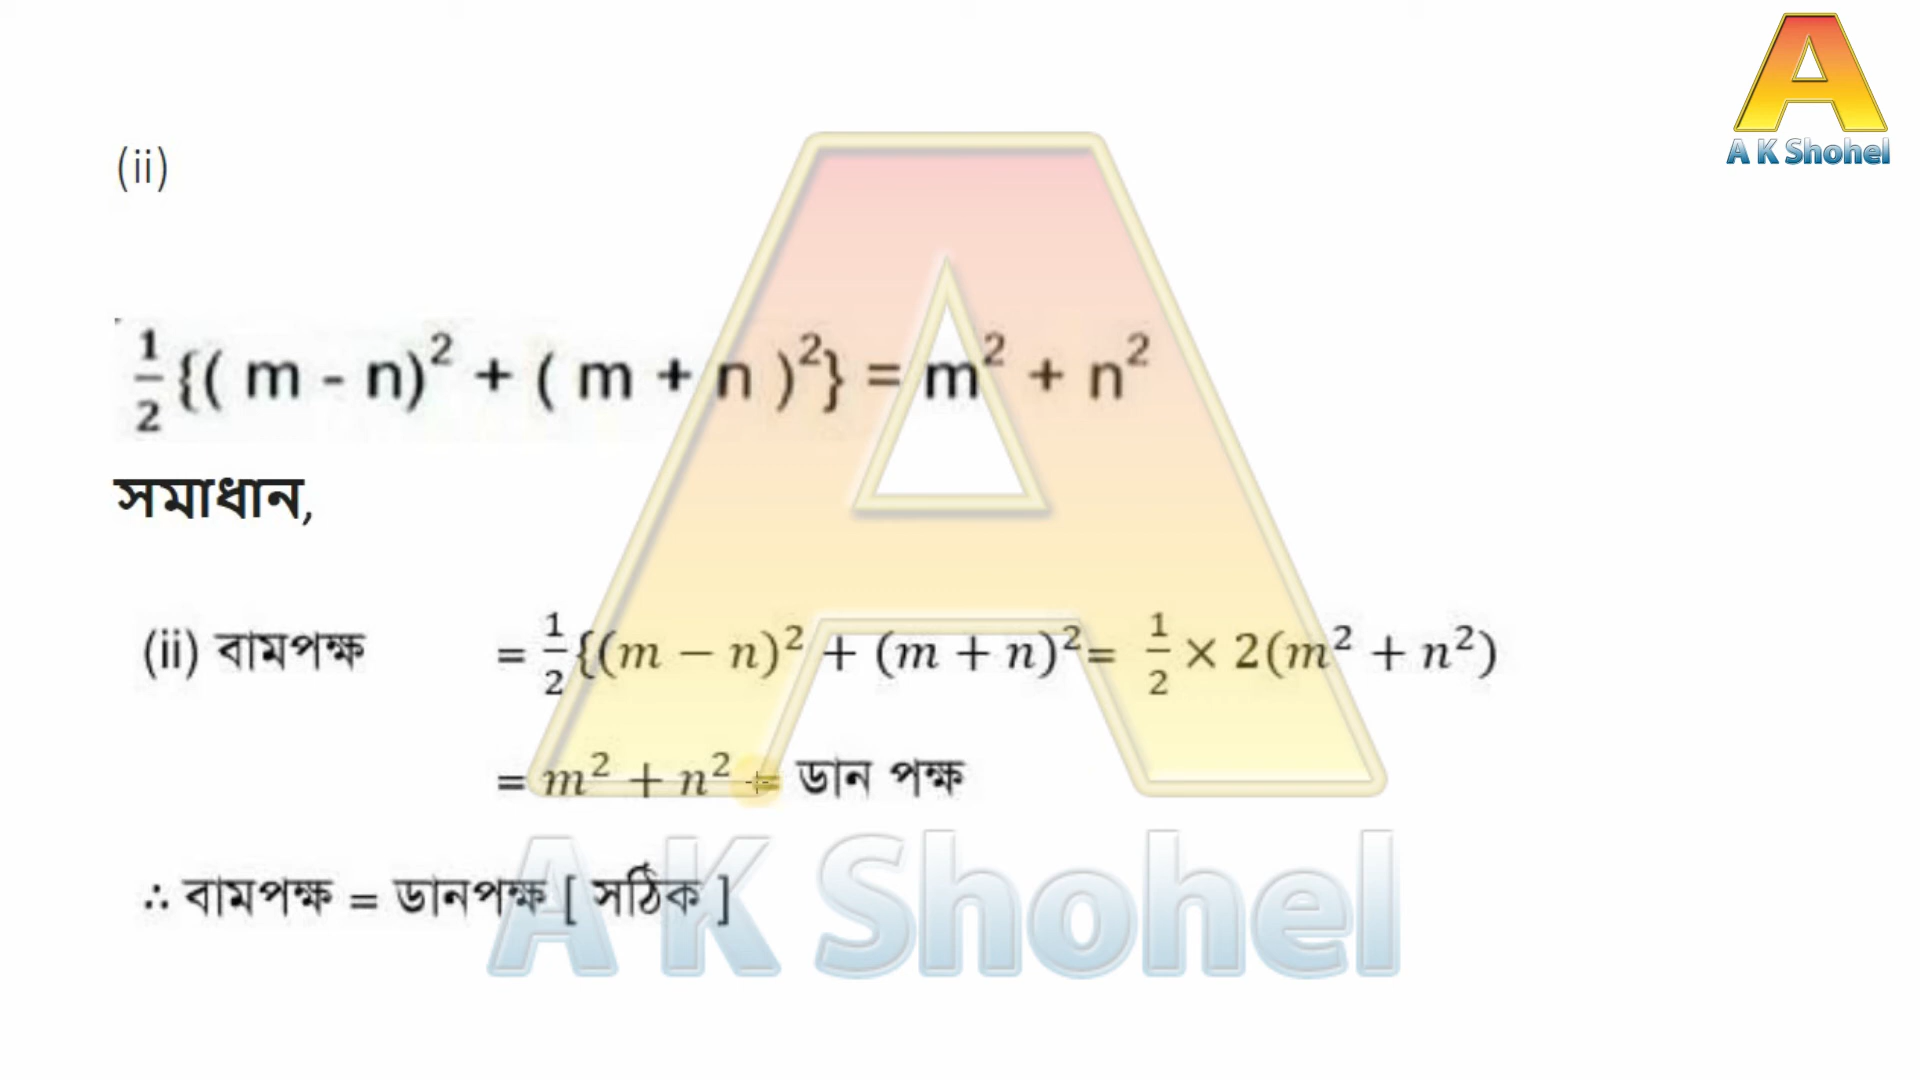 A
A K Shohel
(ii)
½{( m - n)² + ( m + n )²} = m² + n²
সমাধান,
(ii) বামপক্ষ = ½{(m − n)² + (m + n)² = ½ × 2(m² + n²)
= m² + n² = ডান পক্ষ
∴ বামপক্ষ = ডানপক্ষ [ সঠিক ]
A K Shohel